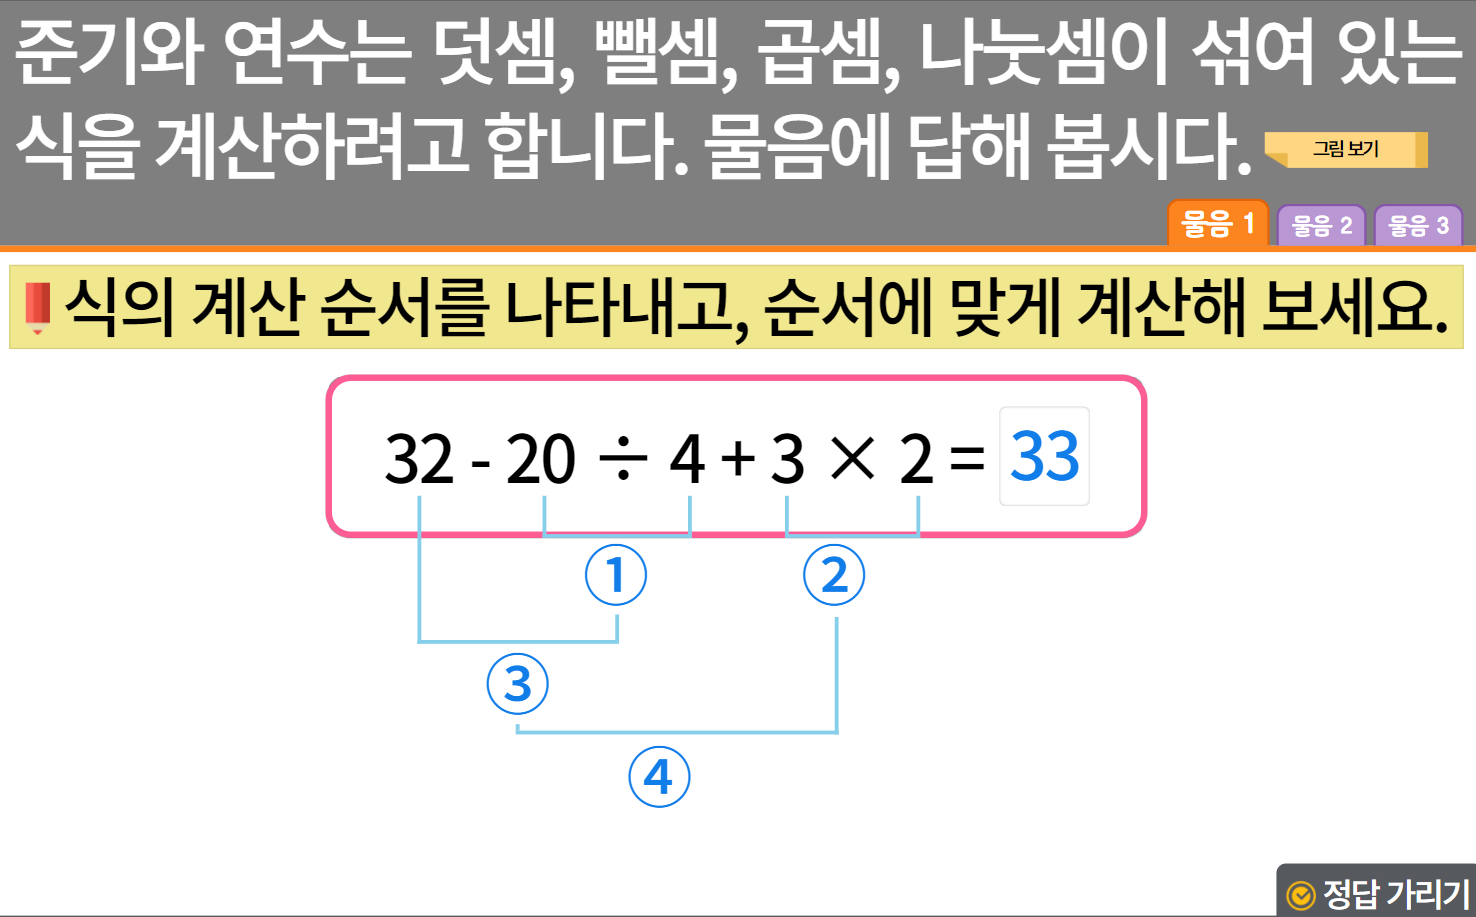 준기와 연수는 덧셈, 뺄셈, 곱셈, 나눗셈이 섞여 있는
식을 계산하려고 합니다. 물음에 답해 봅시다. 그림 보기
물음 1 물음 2 물음 3
식의 계산 순서를 나타내고, 순서에 맞게 계산해 보세요.
32 - 20 ÷ 4 + 3 × 2 = 33
① ②
③
④
정답 가리기